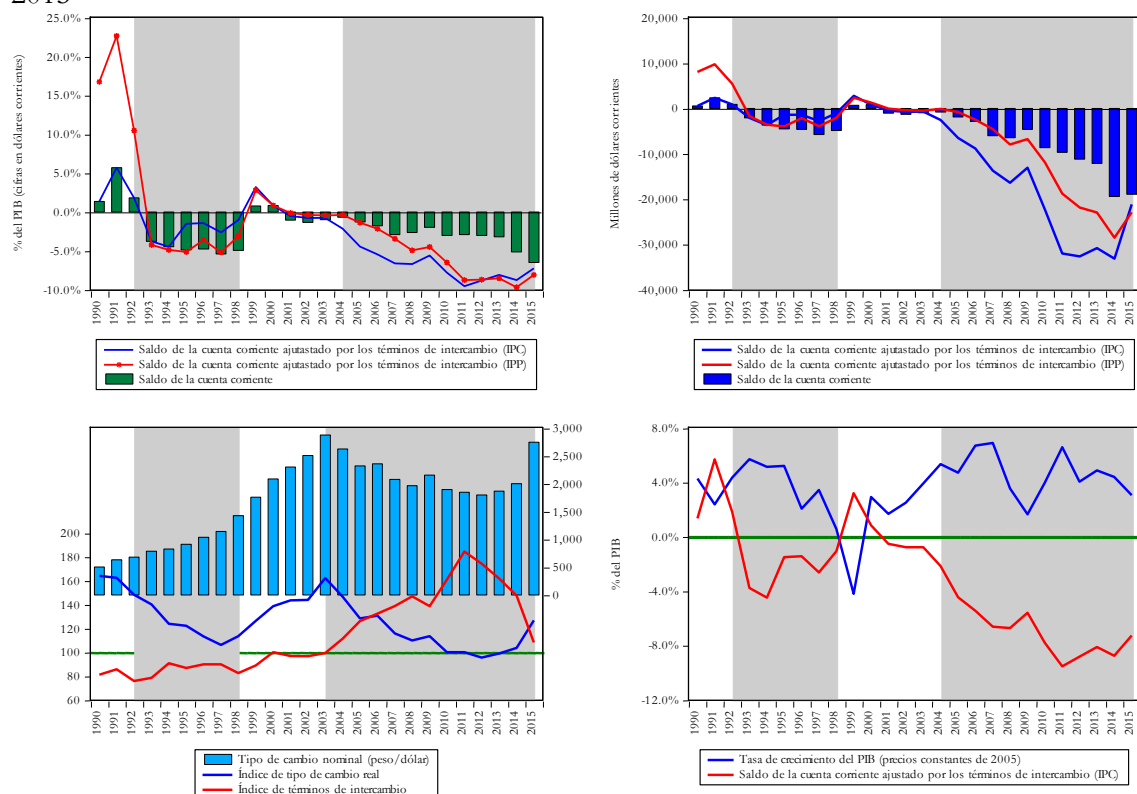 2015
% del PIB (cifras en dólares corrientes)
25.0%
20.0%
15.0%
10.0%
5.0%
0.0%
-5.0%
-10.0%
1990 1991 1992 1993 1994 1995 1996 1997 1998 1999 2000 2001 2002 2003 2004 2005 2006 2007 2008 2009 2010 2011 2012 2013 2014 2015
Saldo de la cuenta corriente ajutastado por los términos de intercambio (IPC)
Saldo de la cuenta corriente ajutastado por los términos de intercambio (IPP)
Saldo de la cuenta corriente
Millones de dólares corrientes
20,000
10,000
0
-10,000
-20,000
-30,000
-40,000
1990 1991 1992 1993 1994 1995 1996 1997 1998 1999 2000 2001 2002 2003 2004 2005 2006 2007 2008 2009 2010 2011 2012 2013 2014 2015
Saldo de la cuenta corriente ajutastado por los términos de intercambio (IPC)
Saldo de la cuenta corriente ajutastado por los términos de intercambio (IPP)
Saldo de la cuenta corriente
200
180
160
140
120
100
80
60
3,000
2,500
2,000
1,500
1,000
500
0
1990 1991 1992 1993 1994 1995 1996 1997 1998 1999 2000 2001 2002 2003 2004 2005 2006 2007 2008 2009 2010 2011 2012 2013 2014 2015
Tipo de cambio nominal (peso/dólar)
Índice de tipo de cambio real
Índice de términos de intercambio
% del PIB
8.0%
4.0%
0.0%
-4.0%
-8.0%
-12.0%
1990 1991 1992 1993 1994 1995 1996 1997 1998 1999 2000 2001 2002 2003 2004 2005 2006 2007 2008 2009 2010 2011 2012 2013 2014 2015
Tasa de crecimiento del PIB (precios constantes de 2005)
Saldo de la cuenta corriente ajustado por los términos de intercambio (IPC)